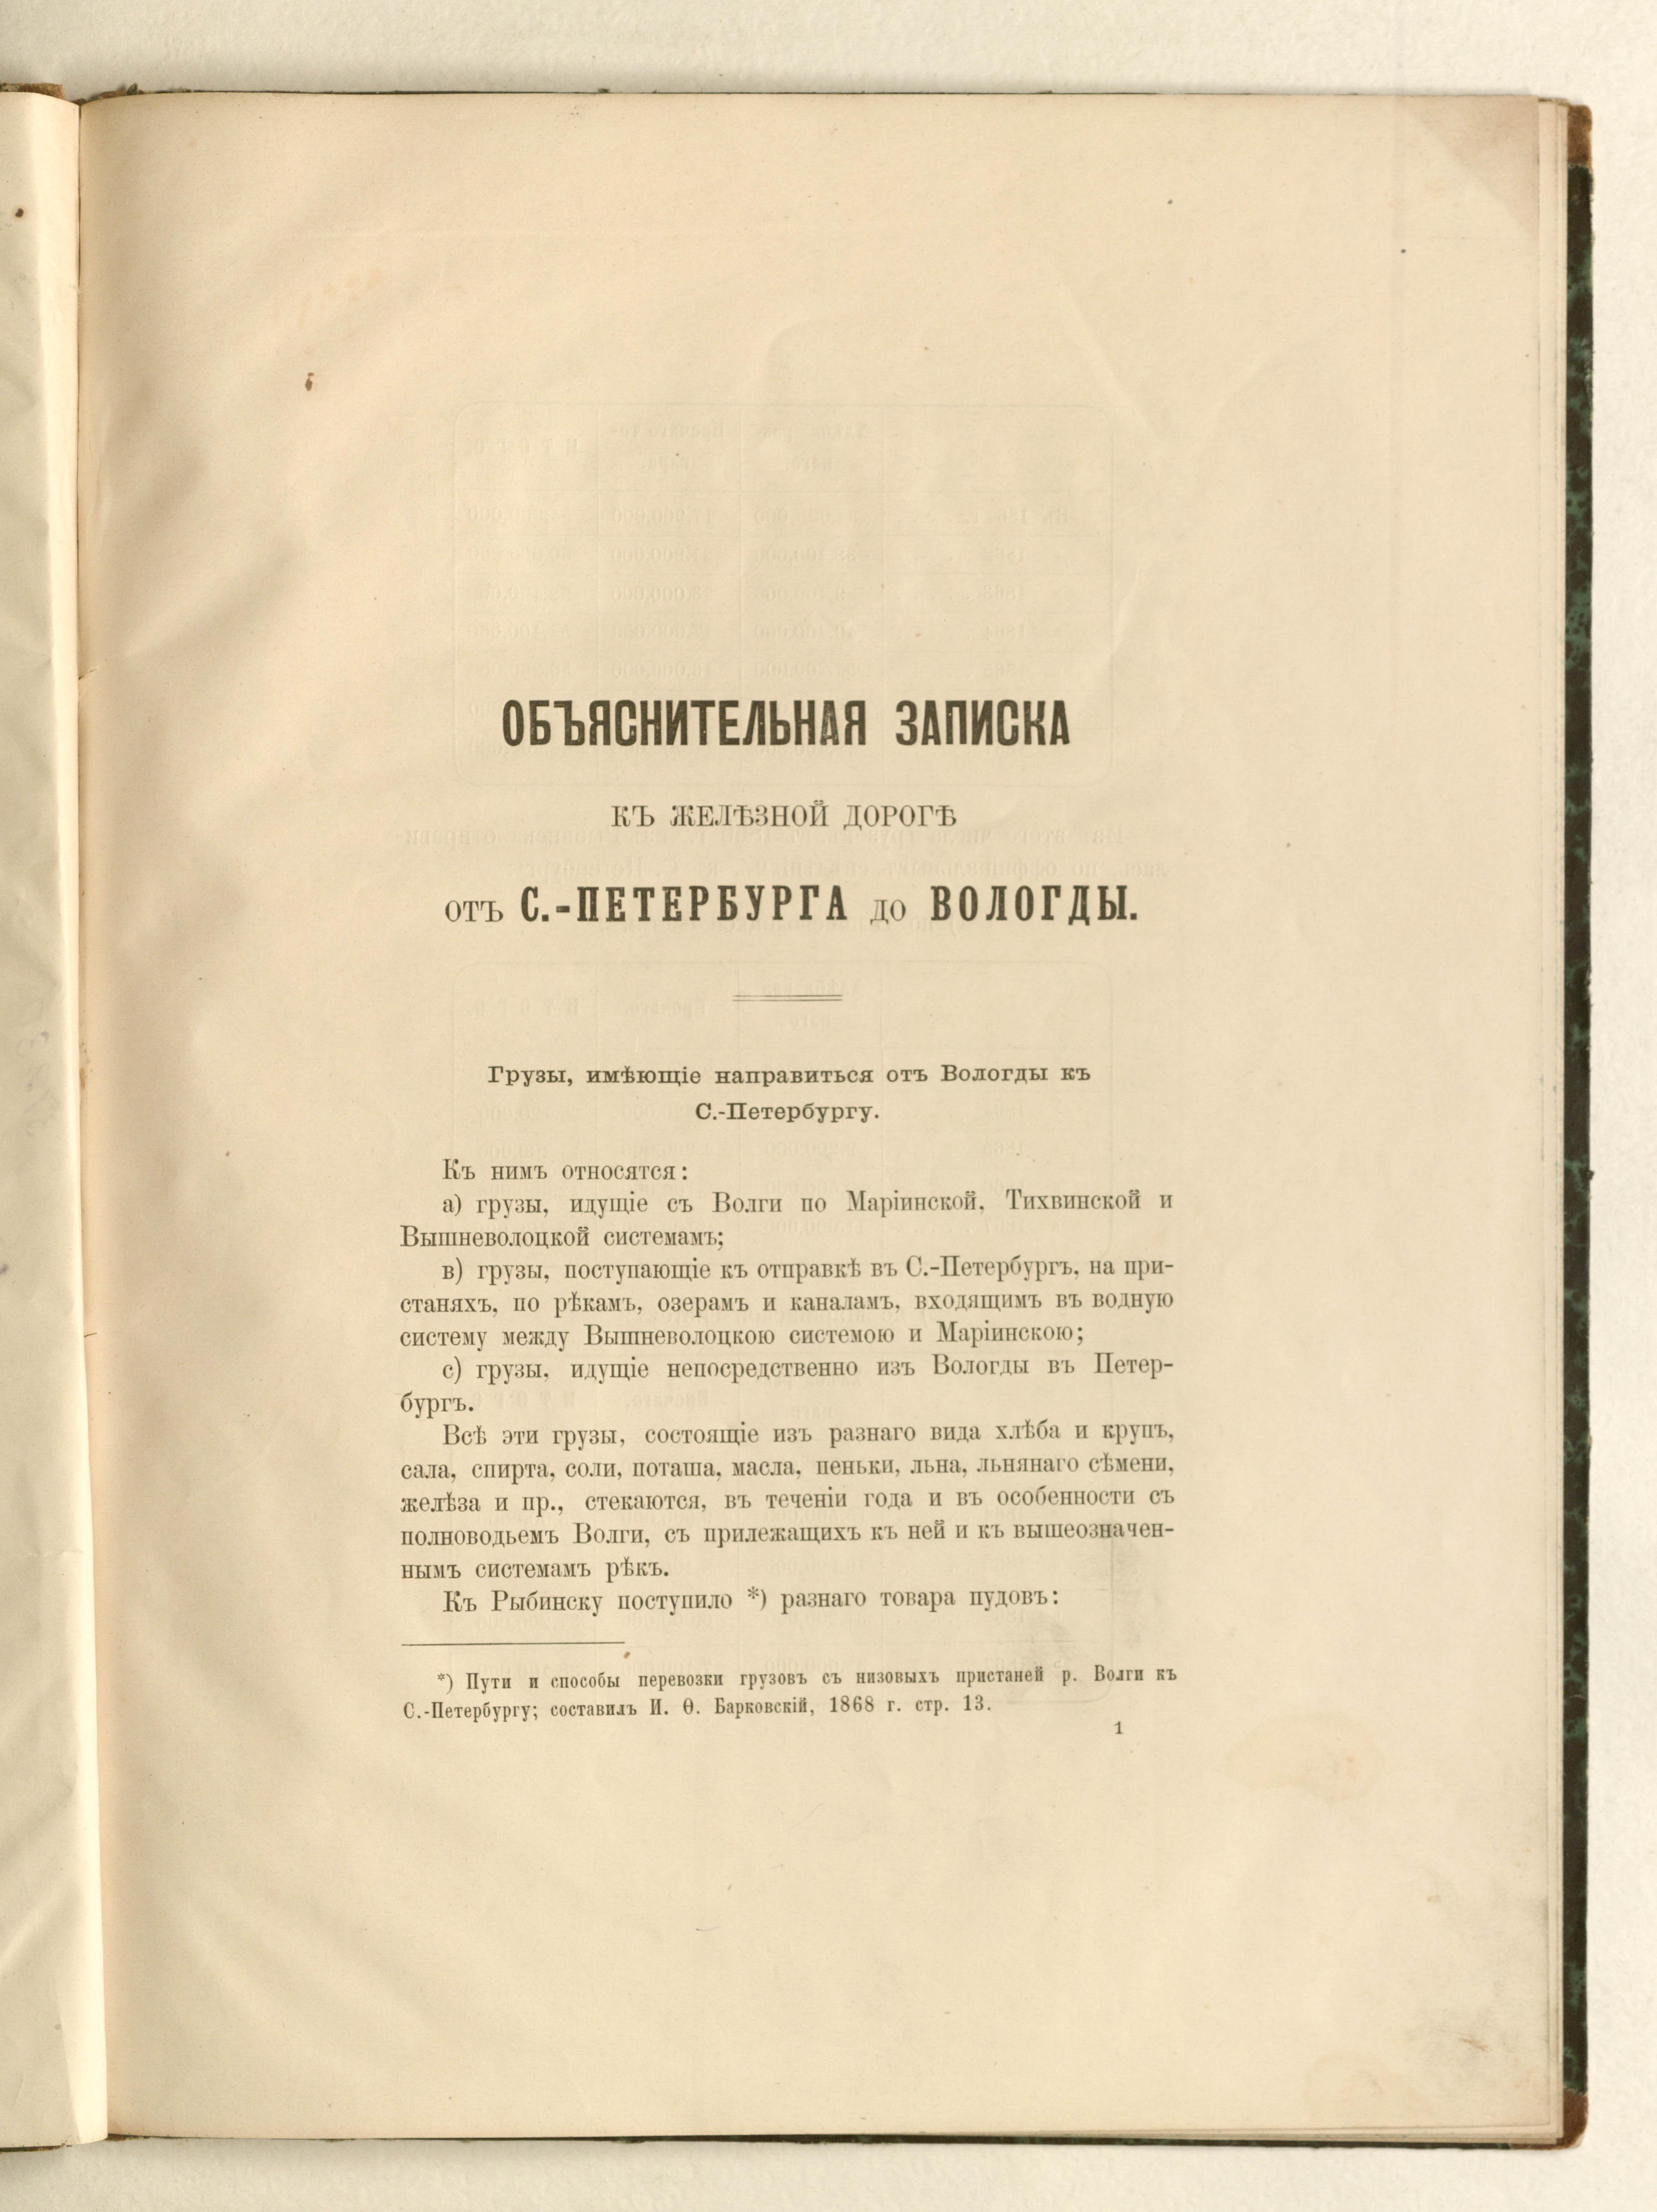 ОБЪЯСНИТЕЛЬНАЯ ЗАПИСКА
КЪ ЖЕЛѢЗНОЙ ДОРОГѢ
отъ С.-ПЕТЕРБУРГА до ВОЛОГДЫ.
Грузы, имѣющіе направиться отъ Вологды къ
С.-Петербургу.
Къ нимъ относятся:
а) грузы, идущіе съ Волги по Маріинской, Тихвинской и
Вышневолоцкой системамъ;
в) грузы, поступающіе къ отправкѣ въ С.-Петербургъ, на при-
станяхъ, по рѣкамъ, озерамъ и каналамъ, входящимъ въ водную
систему между Вышневолоцкою системою и Маріинскою;
с) грузы, идущіе непосредственно изъ Вологды въ Петер-
бургъ.
Всѣ эти грузы, состоящіе изъ разнаго вида хлѣба и крупъ,
сала, спирта, соли, поташа, масла, пеньки, льна, льнянаго сѣмени,
желѣза и пр., стекаются, въ теченіи года и въ особенности съ
полноводьемъ Волги, съ прилежащихъ къ ней и къ вышеозначен-
нымъ системамъ рѣкъ.
Къ Рыбинску поступило *) разнаго товара пудовъ:
*) Пути и способы перевозки грузовъ съ низовыхъ пристаней р. Волги къ
С.-Петербургу; составилъ И. Ѳ. Барковскій, 1868 г. стр. 13.
1